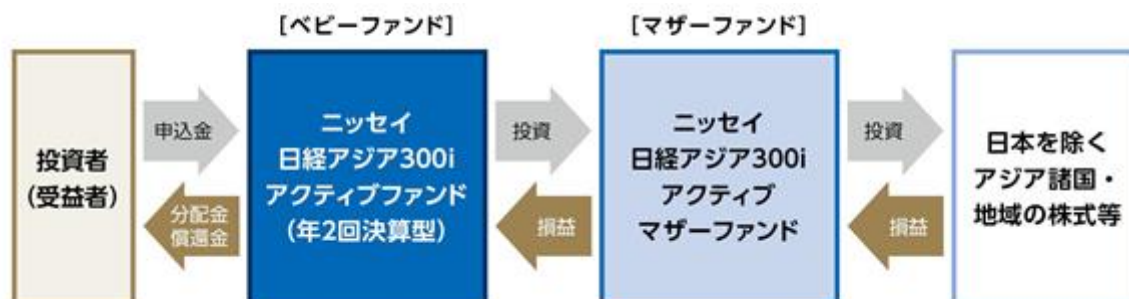 [ベビーファンド]
[マザーファンド]
投資者
(受益者)
申込金
分配金
償還金
ニッセイ
日経アジア300i
アクティブファンド
(年2回決算型)
投資
損益
ニッセイ
日経アジア300i
アクティブ
マザーファンド
投資
損益
日本を除く
アジア諸国・
地域の株式等